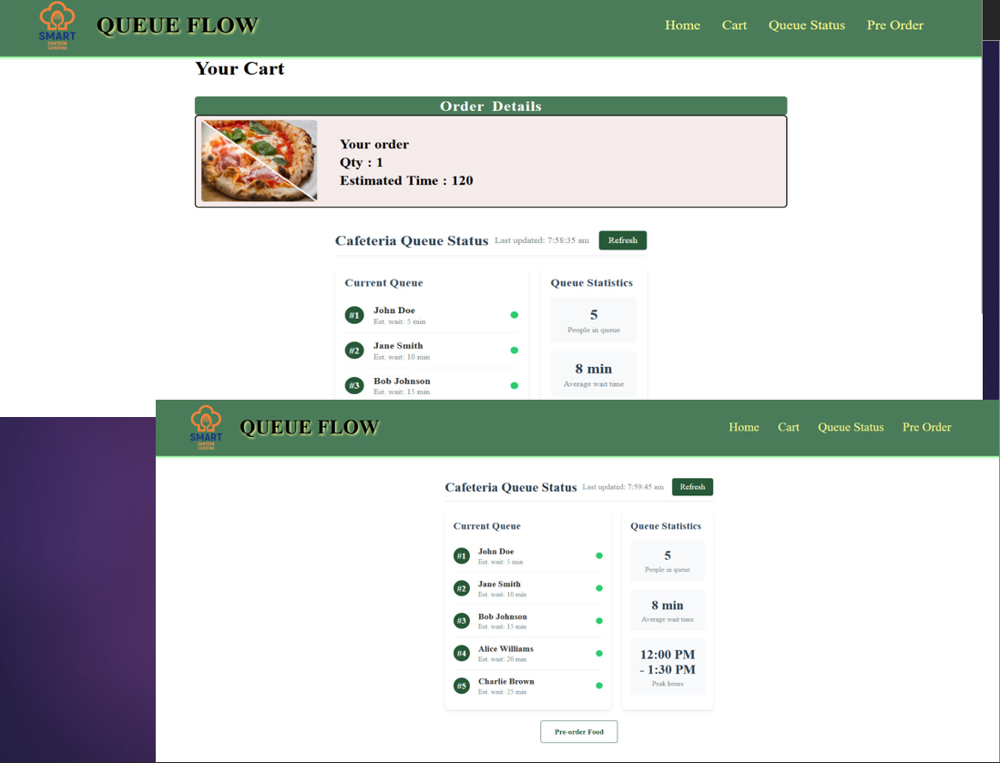 SMART
CANTEEN
CATERING
QUEUE FLOW
Home Cart Queue Status Pre Order
Your Cart
Order Details
Your order
Qty : 1
Estimated Time : 120
Cafeteria Queue Status Last updated: 7:58:35 am Refresh
Current Queue
#1 John Doe
Est. wait: 5 min
#2 Jane Smith
Est. wait: 10 min
#3 Bob Johnson
Est. wait: 15 min
Queue Statistics
5
People in queue
8 min
Average wait time
SMART
CANTEEN
CATERING
QUEUE FLOW
Home Cart Queue Status Pre Order
Cafeteria Queue Status Last updated: 7:59:45 am Refresh
Current Queue
#1 John Doe
Est. wait: 5 min
#2 Jane Smith
Est. wait: 10 min
#3 Bob Johnson
Est. wait: 15 min
#4 Alice Williams
Est. wait: 20 min
#5 Charlie Brown
Est. wait: 25 min
Queue Statistics
5
People in queue
8 min
Average wait time
12:00 PM
- 1:30 PM
Peak hours
Pre-order Food